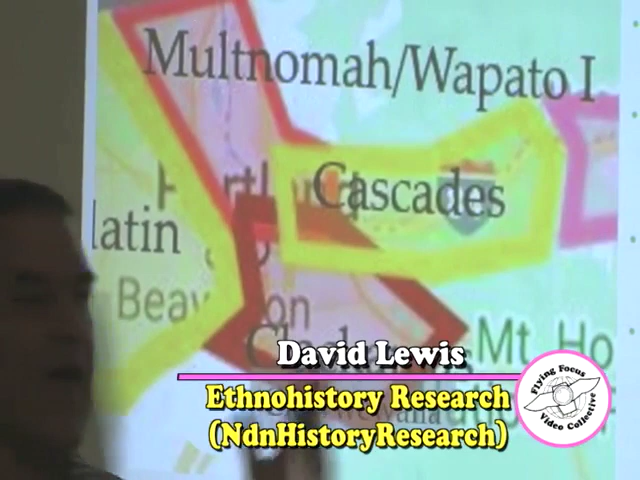 Multnomah/Wapato I
Cascades
latin
Beav on
Mt. Ho
David Lewis
Ethnohistory Research
(NdnHistoryResearch)
Flying Focus
Video Collective